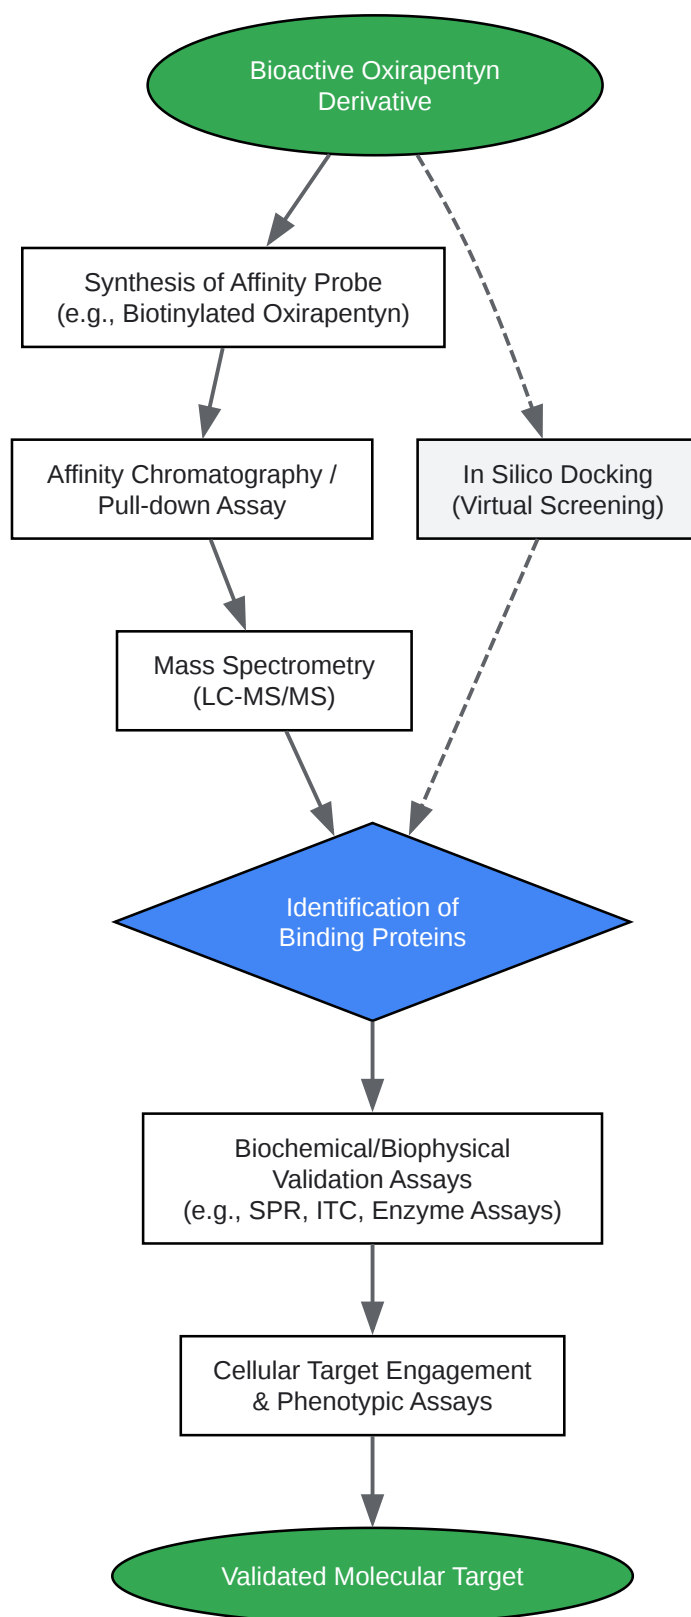 Bioactive Oxirapentyn
Derivative
Synthesis of Affinity Probe
(e.g., Biotinylated Oxirapentyn)
Affinity Chromatography /
Pull-down Assay
In Silico Docking
(Virtual Screening)
Mass Spectrometry
(LC-MS/MS)
Identification of
Binding Proteins
Biochemical/Biophysical
Validation Assays
(e.g., SPR, ITC, Enzyme Assays)
Cellular Target Engagement
& Phenotypic Assays
Validated Molecular Target